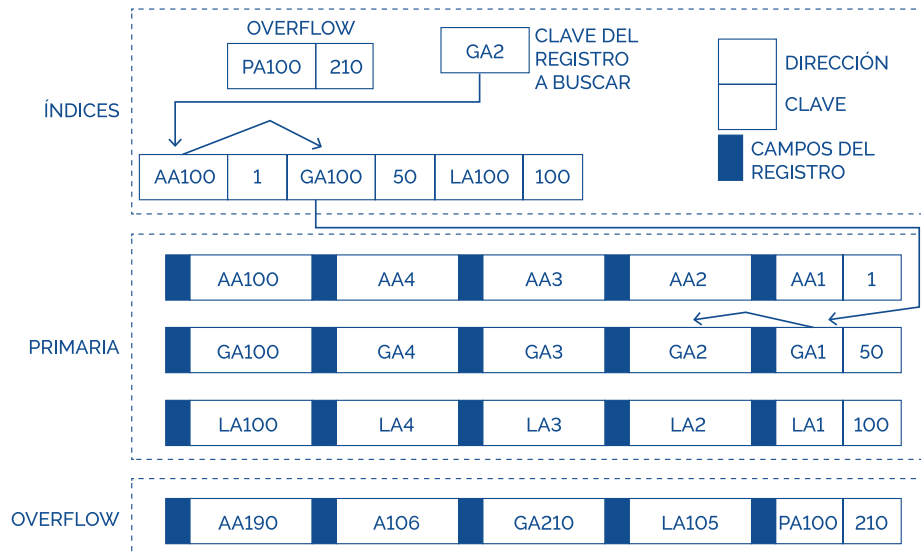 OVERFLOW
PA100 210
GA2
CLAVE DEL
REGISTRO
A BUSCAR
DIRECCIÓN
CLAVE
CAMPOS DEL
REGISTRO
ÍNDICES
AA100 1 GA100 50 LA100 100
PRIMARIA
AA100 AA4 AA3 AA2 AA1 1
GA100 GA4 GA3 GA2 GA1 50
LA100 LA4 LA3 LA2 LA1 100
OVERFLOW
AA190 A106 GA210 LA105 PA100 210